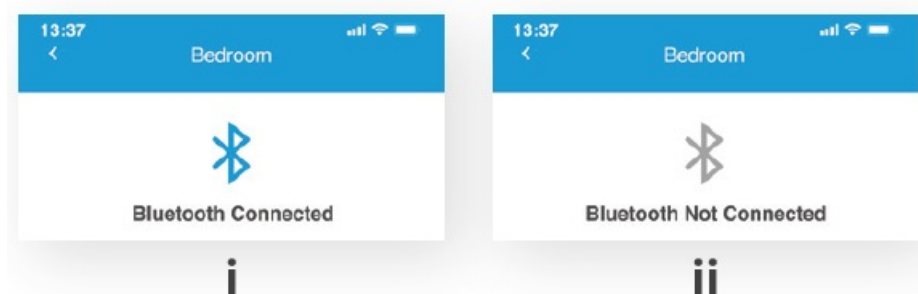 13:37
Bedroom
Bluetooth Connected
i
13:37
Bedroom
Bluetooth Not Connected
ii